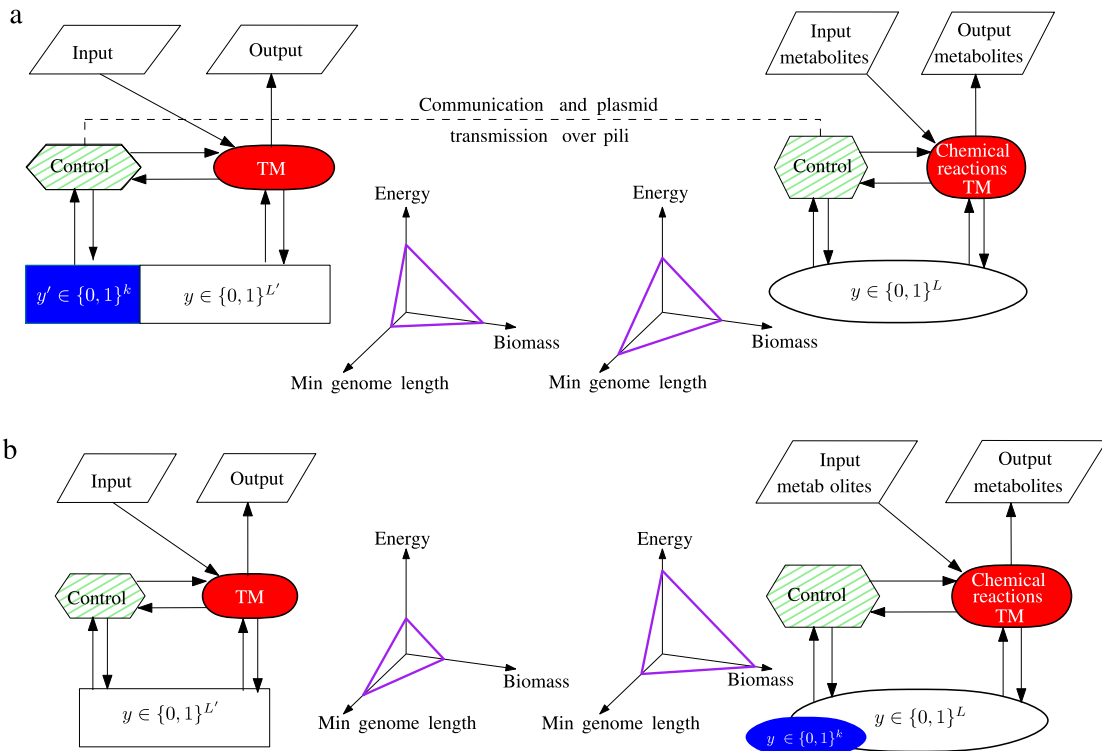 a
Input
Output
Input
metabolites
Output
metabolites
Communication and plasmid
transmission over pili
Control
TM
Control
Chemical
reactions
TM
Energy
Energy
y′ ∈ {0, 1}^k
y ∈ {0, 1}^{L′}
y ∈ {0, 1}^L
Biomass
Biomass
Min genome length
Min genome length
b
Input
Output
Input
metab olites
Output
metabolites
Energy
Energy
Control
TM
Control
Chemical
reactions
TM
Biomass
Biomass
y ∈ {0, 1}^{L′}
y ∈ {0, 1}^L
Min genome length
Min genome length
y ∈ {0, 1}^k